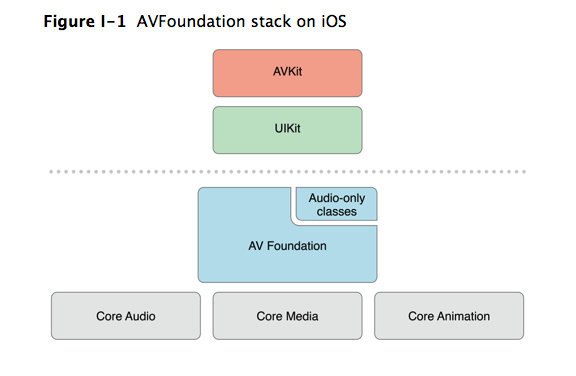 Figure I-1 AVFoundation stack on iOS
AVKit
UIKit
Audio-only
classes
AV Foundation
Core Audio
Core Media
Core Animation